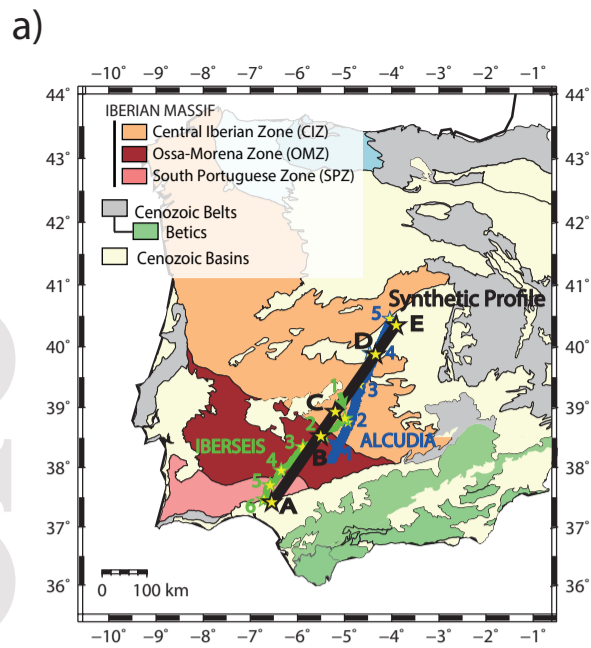 a)
−10° −9° −8° −7° −6° −5° −4° −3° −2° −1°
44°
IBERIAN MASSIF
Central Iberian Zone (CIZ)
Ossa-Morena Zone (OMZ)
South Portuguese Zone (SPZ)
Cenozoic Belts
Betics
Cenozoic Basins
43°
42°
41°
Synthetic Profile
5 E
D 4
40°
1 3
C
39°
2 2
3 IBERSEIS ALCUDIA
B 1
4
38°
5
A
6
37°
36°
0 100 km
−10° −9° −8° −7° −6° −5° −4° −3° −2° −1°